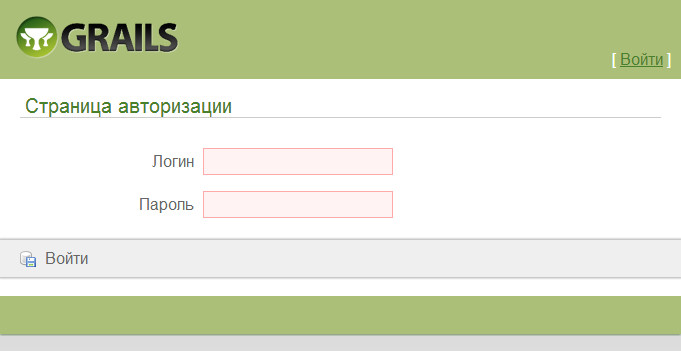 GRAILS
[ Войти ]
Страница авторизации
Логин
Пароль
Войти